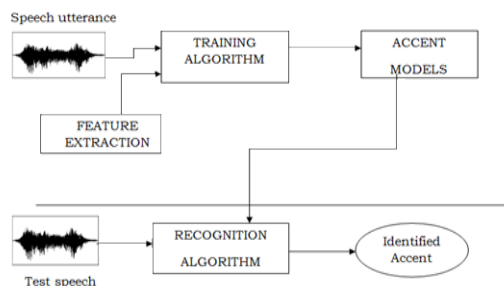 Speech utterance
TRAINING
ALGORITHM
ACCENT
MODELS
FEATURE
EXTRACTION
RECOGNITION
ALGORITHM
Identified
Accent
Test speech